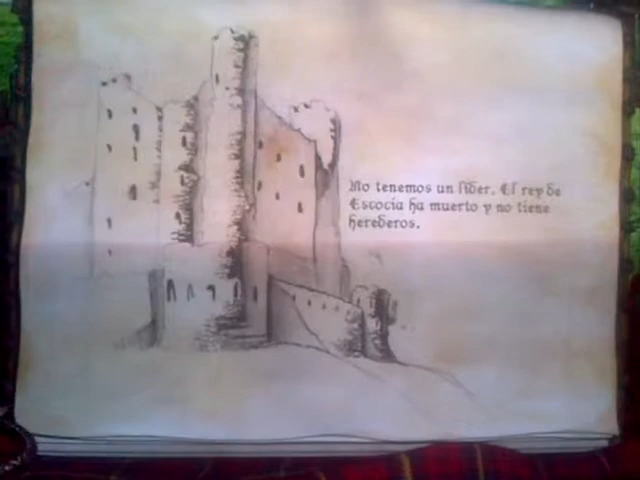 No tenemos un líder. El rey de
Escocia ha muerto y no tiene
herederos.